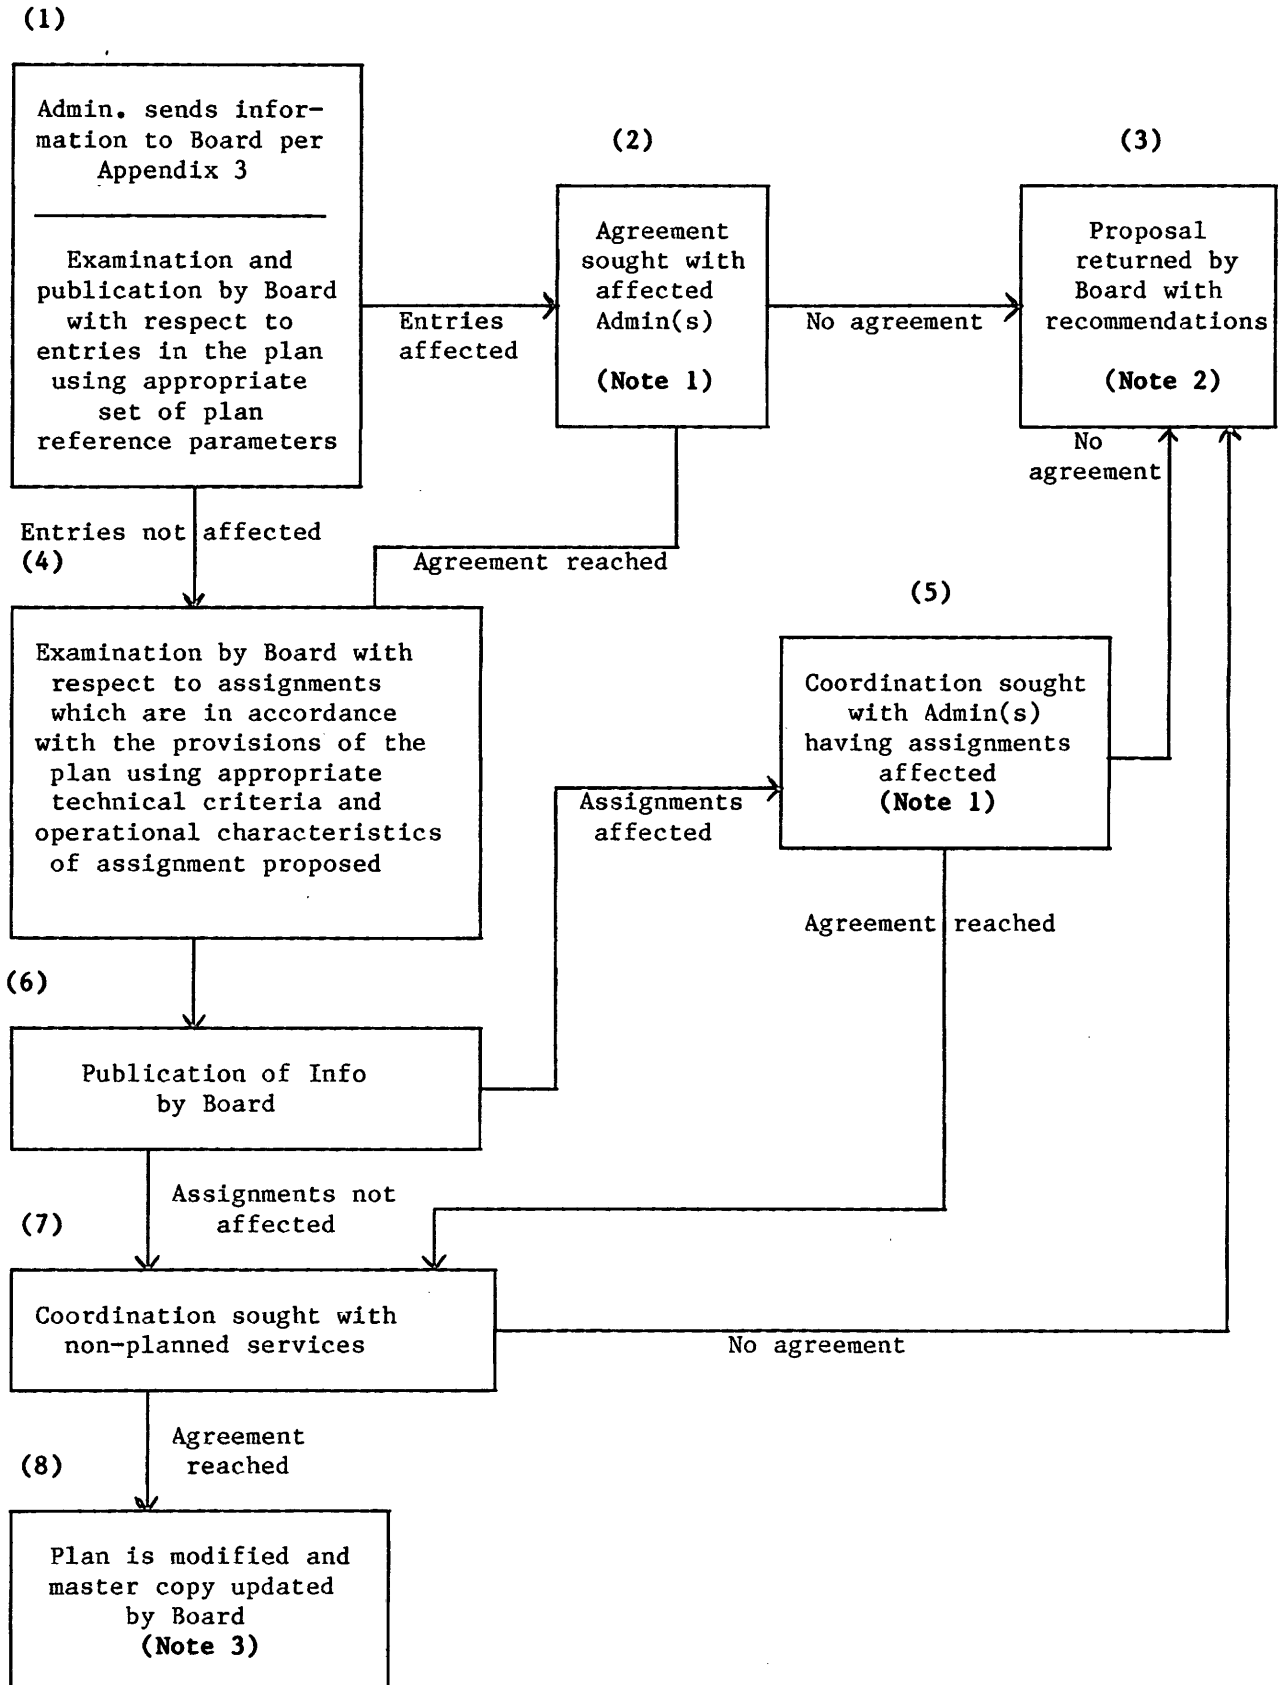 (1)
Admin. sends infor-
mation to Board per
Appendix 3
Examination and
publication by Board
with respect to
entries in the plan
using appropriate
set of plan
reference parameters
Entries
affected
(2)
Agreement
sought with
affected
Admin(s)
(Note 1)
No agreement
(3)
Proposal
returned by
Board with
recommendations
(Note 2)
No
agreement
Entries not affected
Agreement reached
(4)
Examination by Board with
respect to assignments
which are in accordance
with the provisions of the
plan using appropriate
technical criteria and
operational characteristics
of assignment proposed
(5)
Coordination sought
with Admin(s)
having assignments
affected
(Note 1)
Assignments
affected
Agreement reached
(6)
Publication of Info
by Board
Assignments not
affected
(7)
Coordination sought with
non-planned services
No agreement
Agreement
reached
(8)
Plan is modified and
master copy updated
by Board
(Note 3)